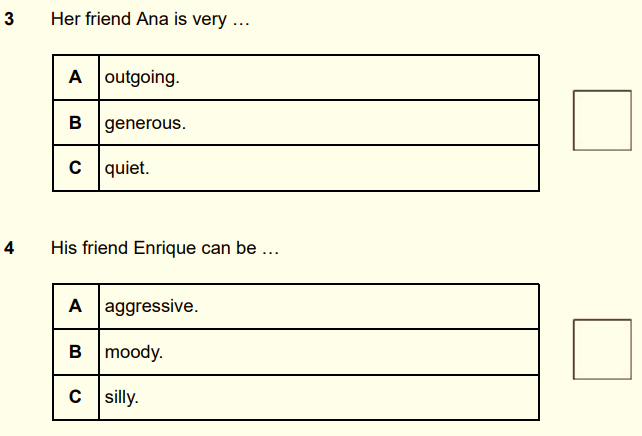 3 Her friend Ana is very …
A outgoing.
B generous.
C quiet.
4 His friend Enrique can be …
A aggressive.
B moody.
C silly.